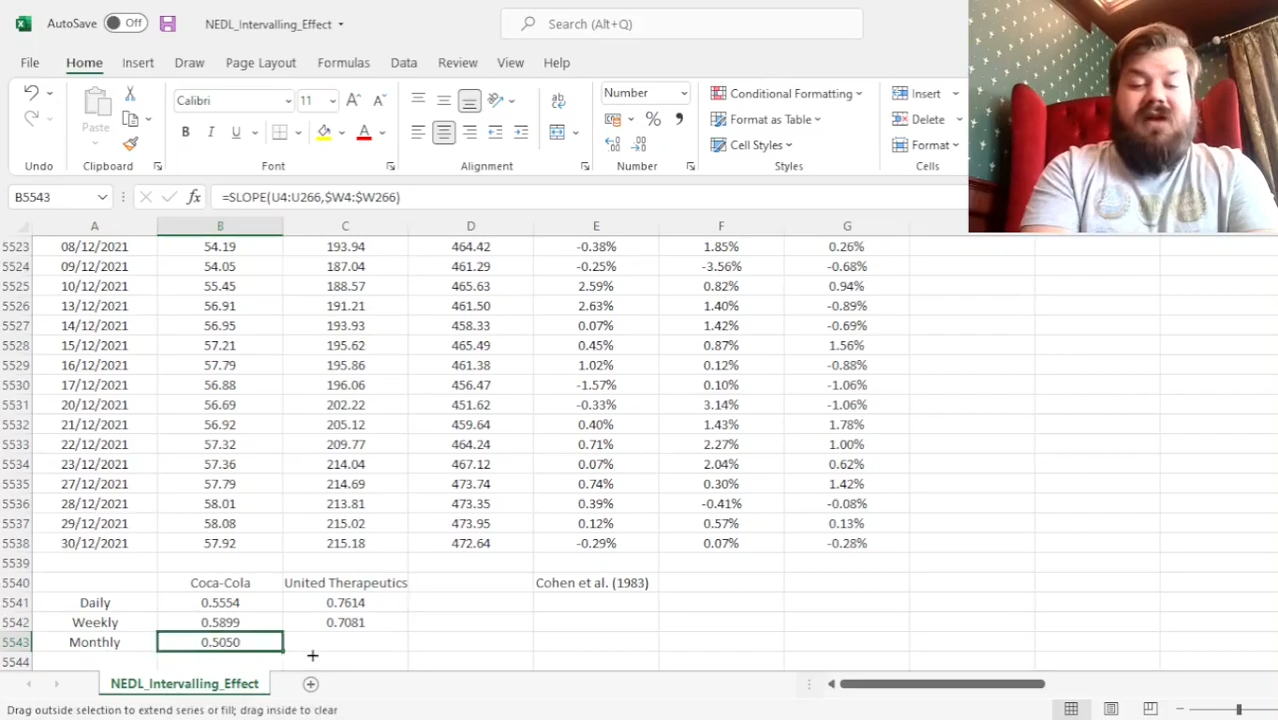 AutoSave Off NEDL_Intervalling_Effect Search (Alt+Q)
File Home Insert Draw Page Layout Formulas Data Review View Help
Paste Calibri 11 Number Conditional Formatting Insert
Format as Table Delete
Cell Styles Format
Undo Clipboard Font Alignment Number Styles Cells
B5543 fx =SLOPE(U4:U266,$W4:$W266)
A B C D E F G
5523 08/12/2021 54.19 193.94 464.42 -0.38% 1.85% 0.26%
5524 09/12/2021 54.05 187.04 461.29 -0.25% -3.56% -0.68%
5525 10/12/2021 55.45 188.57 465.63 2.59% 0.82% 0.94%
5526 13/12/2021 56.91 191.21 461.50 2.63% 1.40% -0.89%
5527 14/12/2021 56.95 193.93 458.33 0.07% 1.42% -0.69%
5528 15/12/2021 57.21 195.62 465.49 0.45% 0.87% 1.56%
5529 16/12/2021 57.79 195.86 461.38 1.02% 0.12% -0.88%
5530 17/12/2021 56.88 196.06 456.47 -1.57% 0.10% -1.06%
5531 20/12/2021 56.69 202.22 451.62 -0.33% 3.14% -1.06%
5532 21/12/2021 56.92 205.12 459.64 0.40% 1.43% 1.78%
5533 22/12/2021 57.32 209.77 464.24 0.71% 2.27% 1.00%
5534 23/12/2021 57.36 214.04 467.12 0.07% 2.04% 0.62%
5535 27/12/2021 57.79 214.69 473.74 0.74% 0.30% 1.42%
5536 28/12/2021 58.01 213.81 473.35 0.39% -0.41% -0.08%
5537 29/12/2021 58.08 215.02 473.95 0.12% 0.57% 0.13%
5538 30/12/2021 57.92 215.18 472.64 -0.29% 0.07% -0.28%
5539
5540 Coca-Cola United Therapeutics Cohen et al. (1983)
5541 Daily 0.5554 0.7614
5542 Weekly 0.5899 0.7081
5543 Monthly 0.5050
5544
NEDL_Intervalling_Effect
Drag outside selection to extend series or fill; drag inside to clear